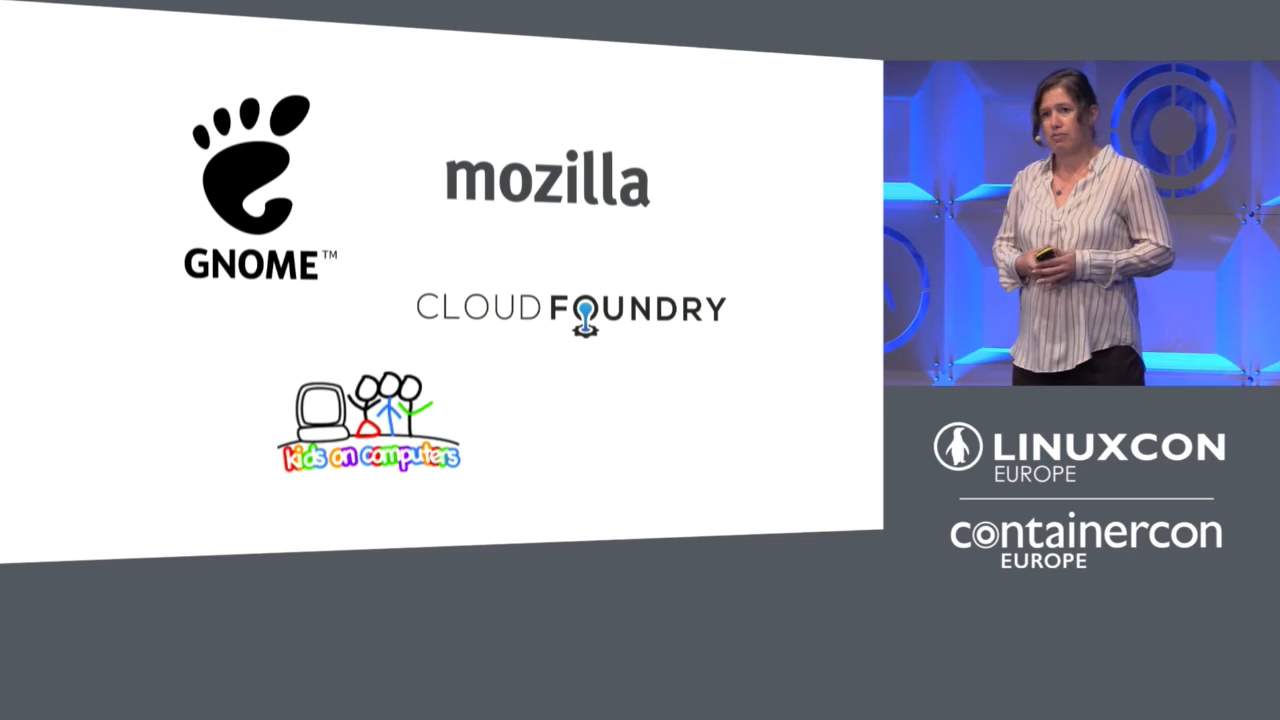 GNOME™
mozilla
CLOUD FOUNDRY
kids on computers
LINUXCON
EUROPE
containercon
EUROPE